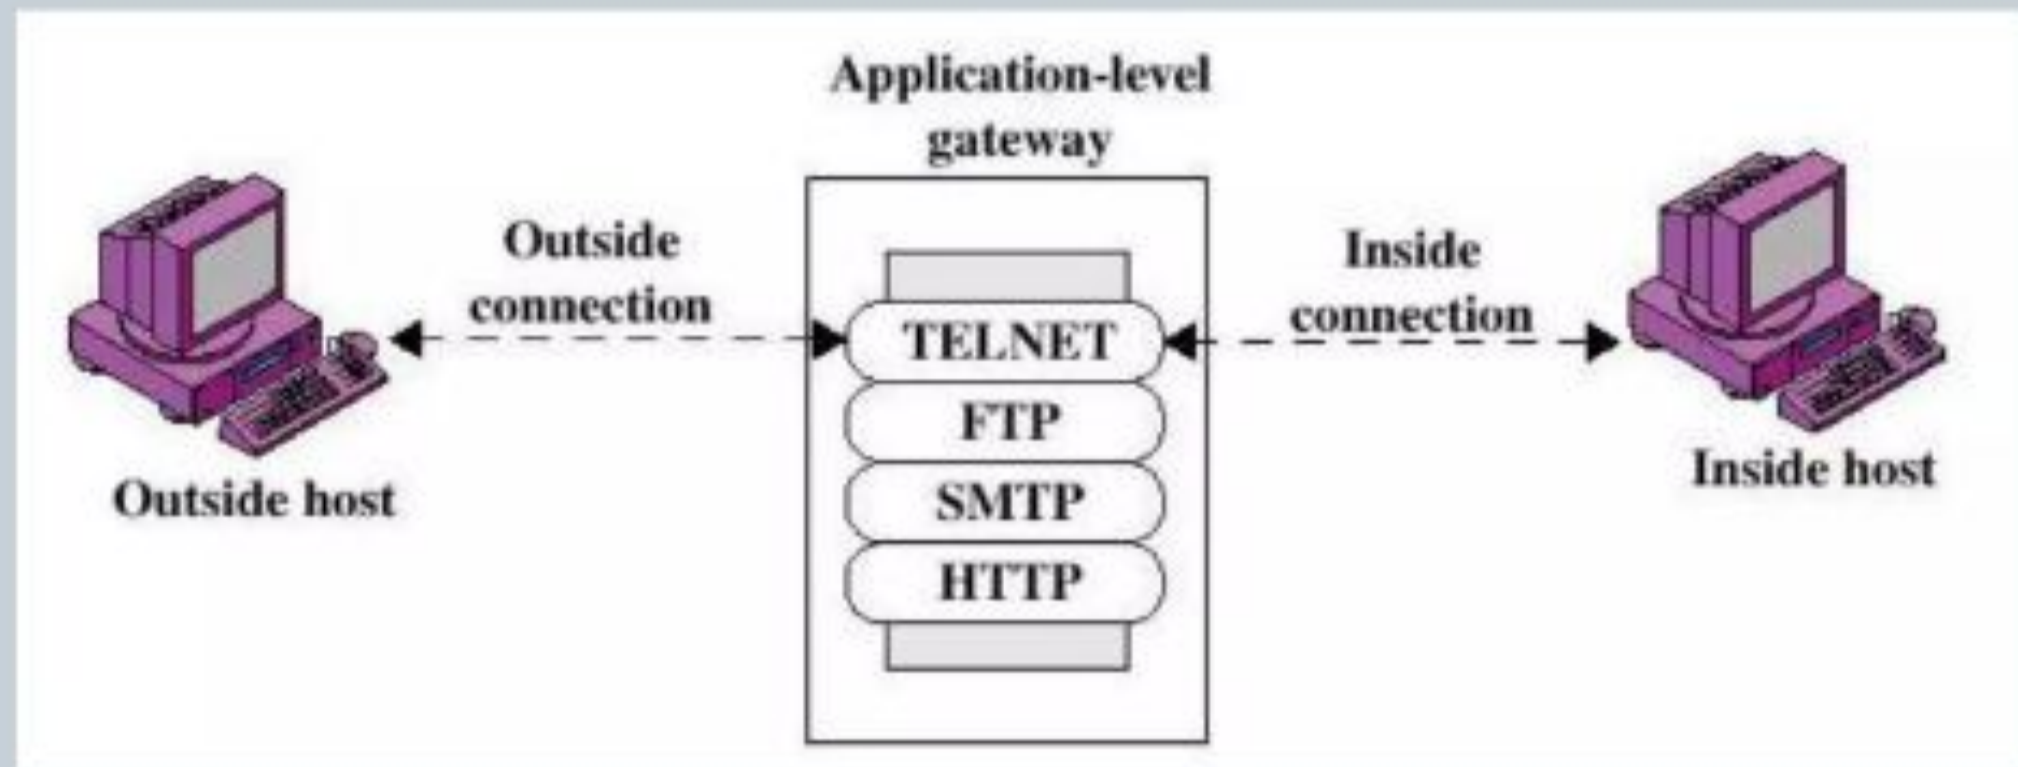 Application-level
gateway
Outside
connection
Inside
connection
TELNET
FTP
SMTP
HTTP
Outside host
Inside host